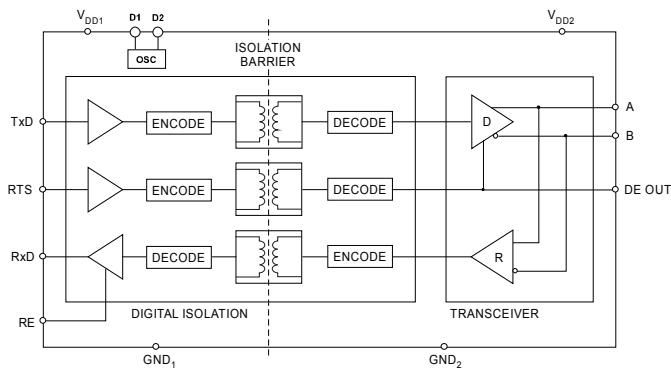 VDD1
D1 D2
VDD2
OSC
ISOLATION
BARRIER
TxD
ENCODE
DECODE
D
A
B
RTS
ENCODE
DECODE
DE OUT
RxD
DECODE
ENCODE
R
RE
DIGITAL ISOLATION
TRANSCEIVER
GND1
GND2